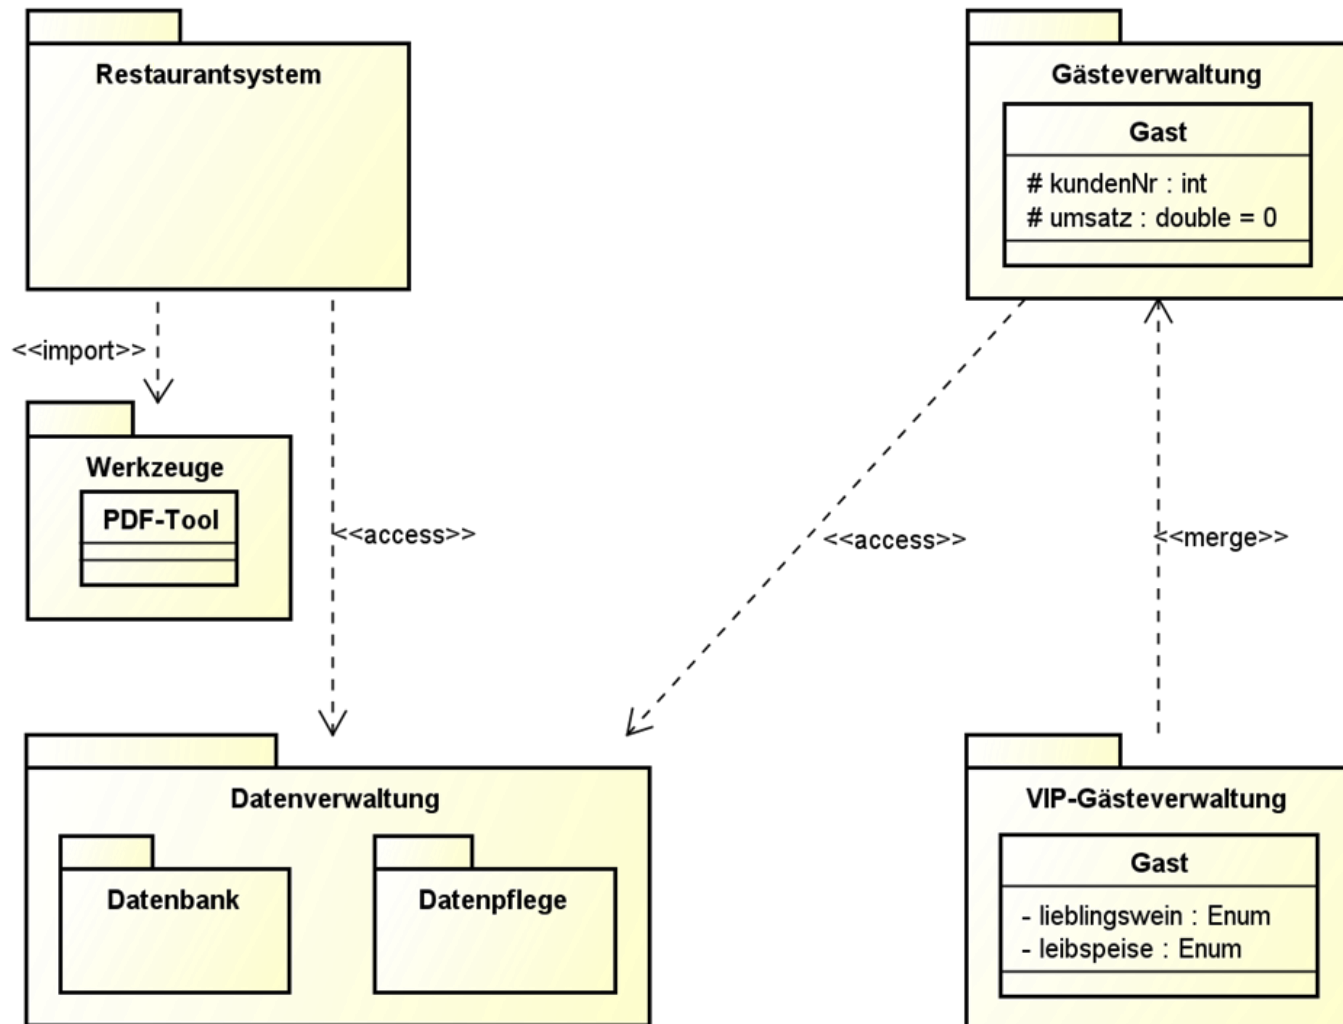 Restaurantsystem
Gästeverwaltung
Gast
# kundenNr : int
# umsatz : double = 0
<<import>>
Werkzeuge
PDF-Tool
<<access>>
<<access>>
<<merge>>
Datenverwaltung
Datenbank
Datenpflege
VIP-Gästeverwaltung
Gast
- lieblingswein : Enum
- leibspeise : Enum